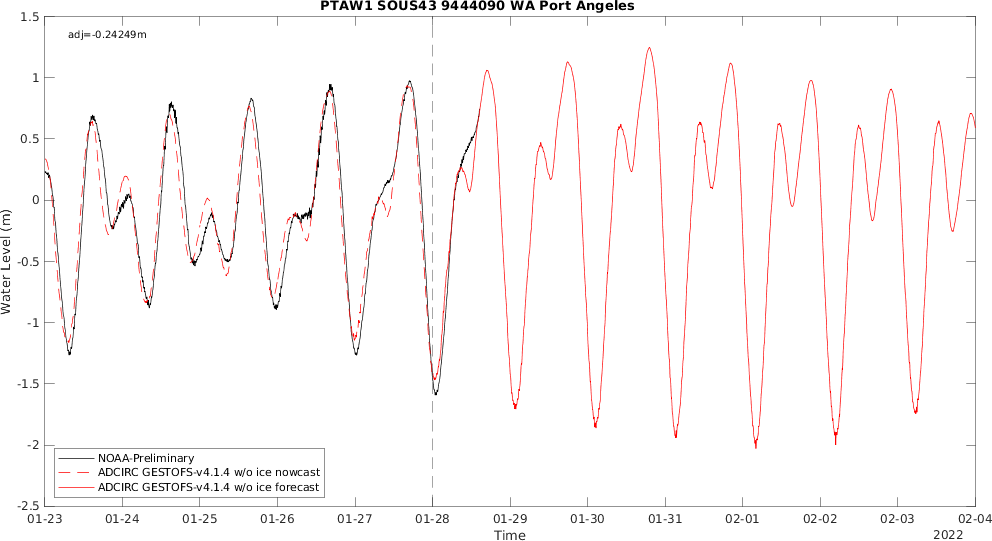 PTAW1 SOUS43 9444090 WA Port Angeles
adj=-0.24249m
1.5
1
0.5
0
-0.5
-1
-1.5
-2
-2.5
Water Level (m)
NOAA-Preliminary
ADCIRC GESTOFS-v4.1.4 w/o ice nowcast
ADCIRC GESTOFS-v4.1.4 w/o ice forecast
01-23 01-24 01-25 01-26 01-27 01-28 01-29 01-30 01-31 02-01 02-02 02-03 02-04
Time
2022